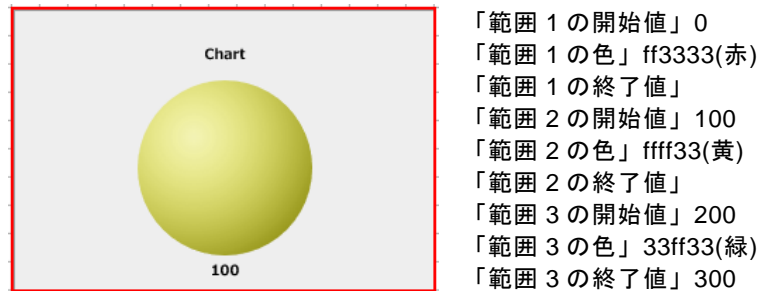 Chart
100
「範囲 1 の開始値」0
「範囲 1 の色」ff3333(赤)
「範囲 1 の終了値」
「範囲 2 の開始値」100
「範囲 2 の色」ffff33(黄)
「範囲 2 の終了値」
「範囲 3 の開始値」200
「範囲 3 の色」33ff33(緑)
「範囲 3 の終了値」300